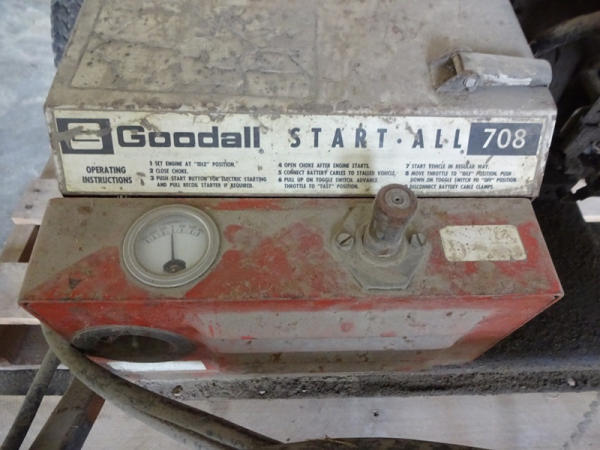 Goodall START·ALL 708
OPERATING
INSTRUCTIONS
1 SET ENGINE AT "IDLE" POSITION.
2 CLOSE CHOKE.
3 PUSH START BUTTON FOR ELECTRIC STARTING
AND PULL RECOIL STARTER IF REQUIRED.
4 OPEN CHOKE AFTER ENGINE STARTS.
5 CONNECT BATTERY CABLES TO STALLED VEHICLE.
6 PULL UP ON TOGGLE SWITCH. ADVANCE
THROTTLE TO "FAST" POSITION.
7 START VEHICLE IN REGULAR WAY.
8 MOVE THROTTLE TO "IDLE" POSITION. PUSH
DOWN ON TOGGLE SWITCH TO "OFF" POSITION
DISCONNECT BATTERY CABLE CLAMPS.